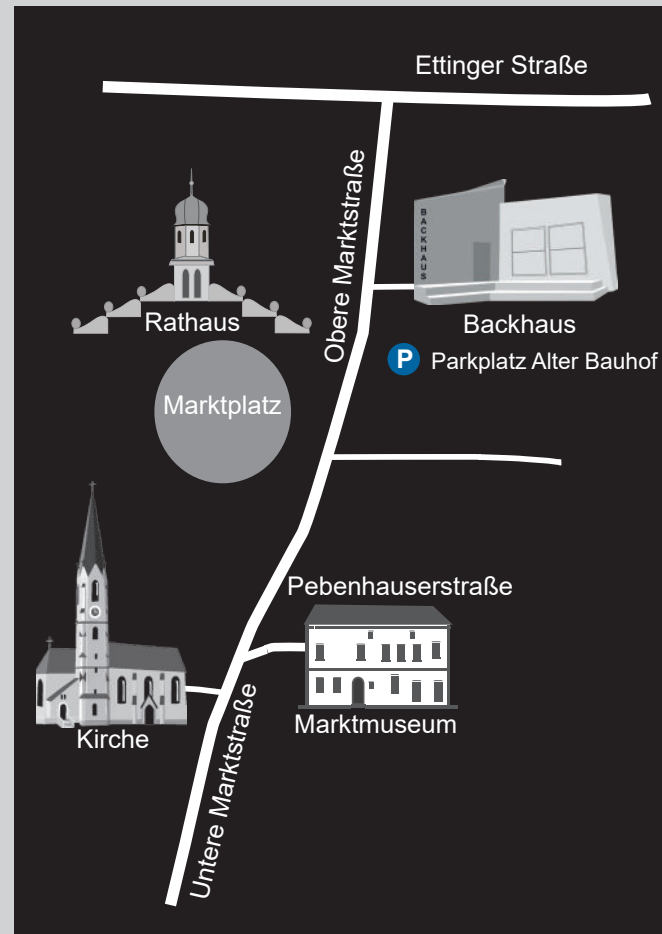 Ettinger Straße
Obere Marktstraße
BACKHAUS
Rathaus
Backhaus
P Parkplatz Alter Bauhof
Marktplatz
Pebenhauserstraße
Marktmuseum
Kirche
Untere Marktstraße